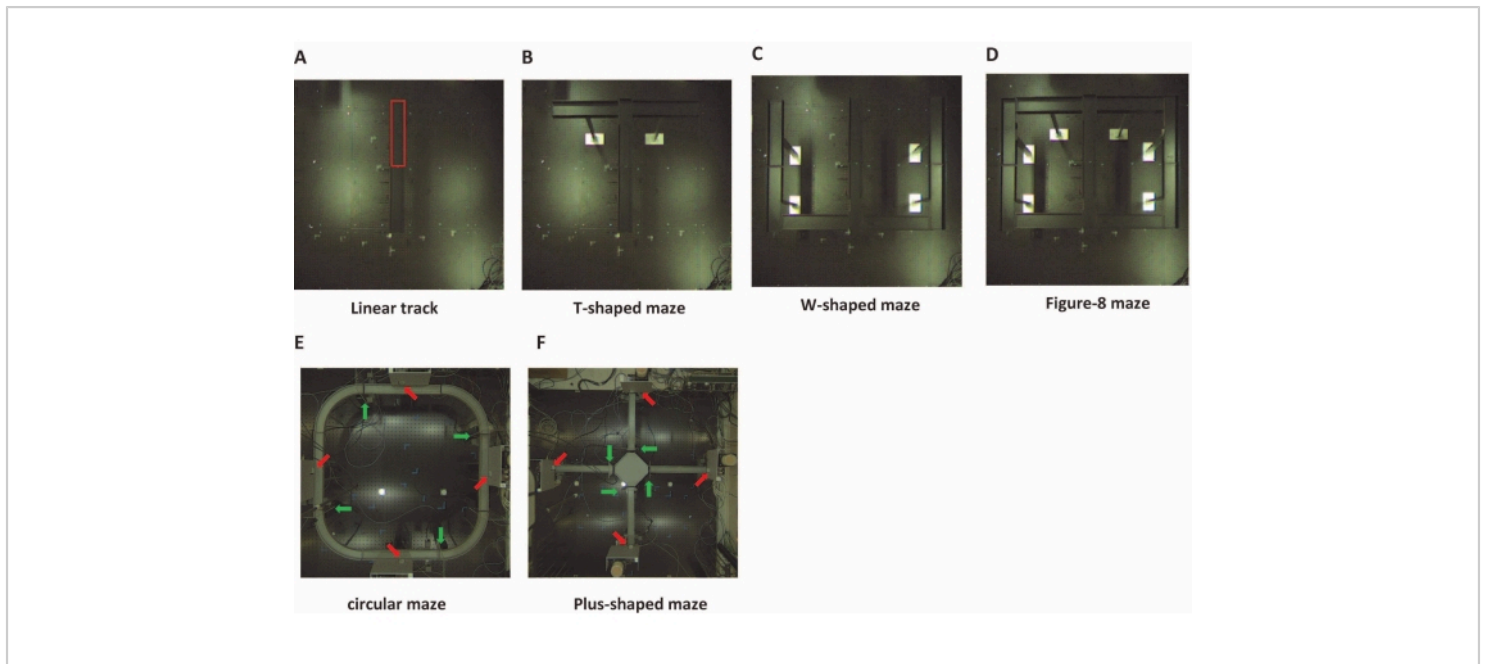 A
B
C
D
Linear track
T-shaped maze
W-shaped maze
Figure-8 maze
E
F
circular maze
Plus-shaped maze